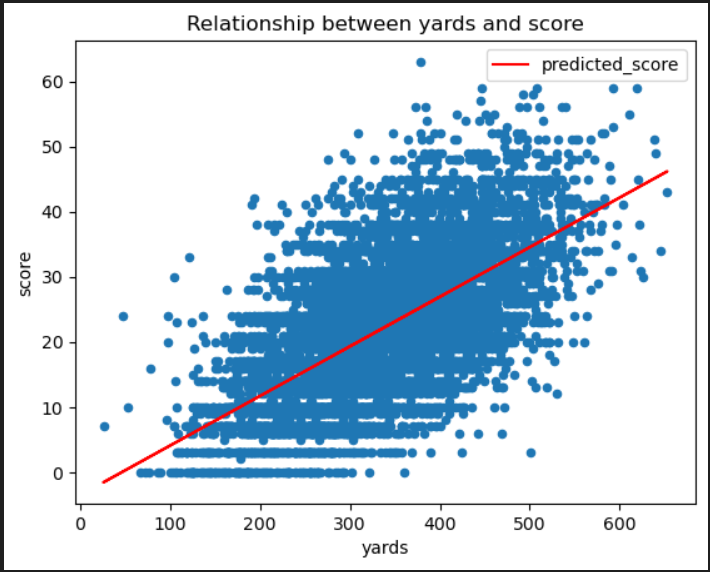 Relationship between yards and score
predicted_score
60
50
40
30
20
10
0
score
0 100 200 300 400 500 600
yards